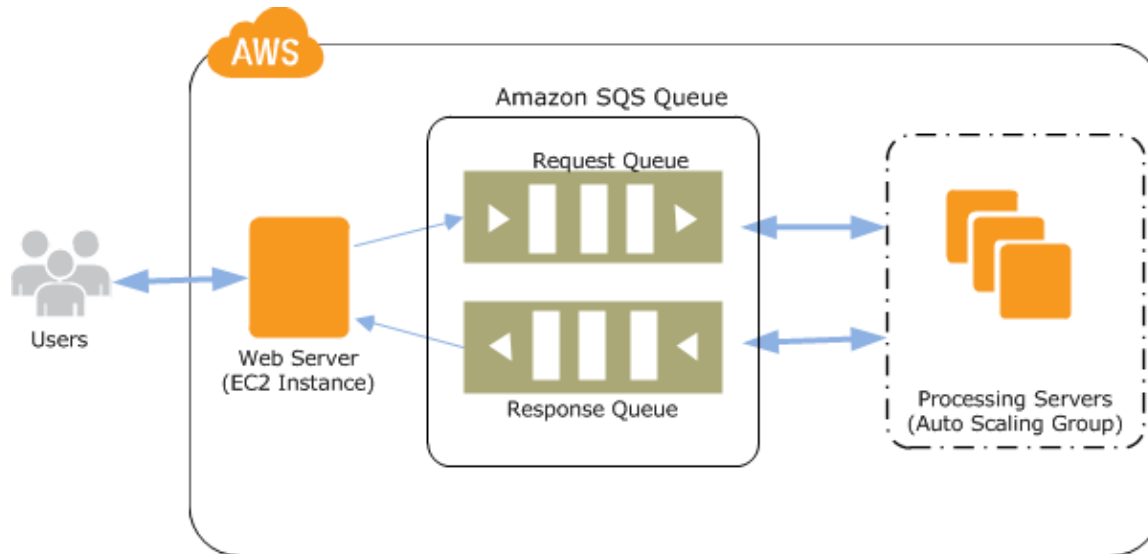 AWS
Amazon SQS Queue
Request Queue
Users
Web Server
(EC2 Instance)
Response Queue
Processing Servers
(Auto Scaling Group)